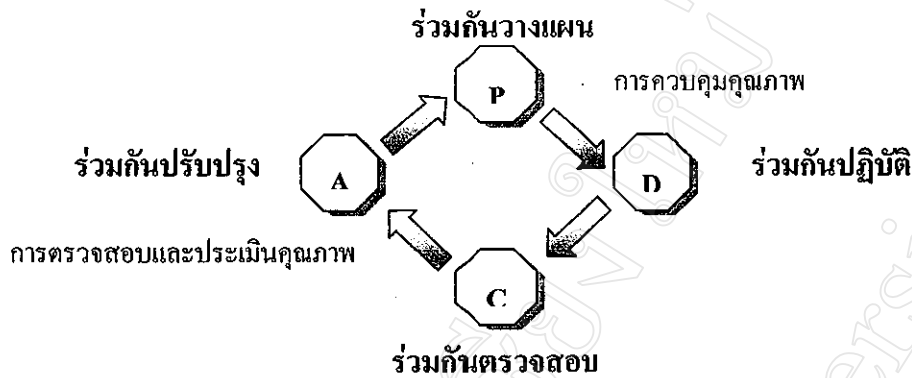 ร่วมกันวางแผน
P
การควบคุมคุณภาพ
ร่วมกันปรับปรุง
A
D
ร่วมกันปฏิบัติ
การตรวจสอบและประเมินคุณภาพ
C
ร่วมกันตรวจสอบ